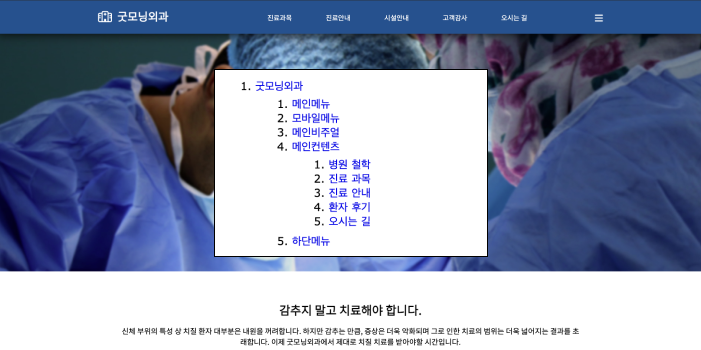 굿모닝외과
진료과목 진료안내 시설안내 고객감사 오시는 길
1. 굿모닝외과
1. 메인메뉴
2. 모바일메뉴
3. 메인비주얼
4. 메인컨텐츠
1. 병원 철학
2. 진료 과목
3. 진료 안내
4. 환자 후기
5. 오시는 길
5. 하단메뉴
감추지 말고 치료해야 합니다.
신체 부위의 특성 상 치질 환자 대부분은 내원을 꺼려합니다. 하지만 감추는 만큼, 증상은 더욱 악화되며 그로 인한 치료의 범위는 더욱 넓어지는 결과를 초
래합니다. 이제 굿모닝외과에서 제대로 치질 치료를 받아야할 시간입니다.